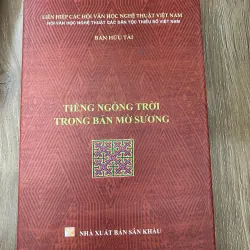 LIÊN HIỆP CÁC HỘI VĂN HỌC NGHỆ THUẬT VIỆT NAM
HỘI VĂN HỌC NGHỆ THUẬT CÁC DÂN TỘC THIỂU SỐ VIỆT NAM
BÀN HỮU TÀI
TIẾNG NGỖNG TRỜI
TRONG BẢN MỜ SƯƠNG
NHÀ XUẤT BẢN SÂN KHẤU